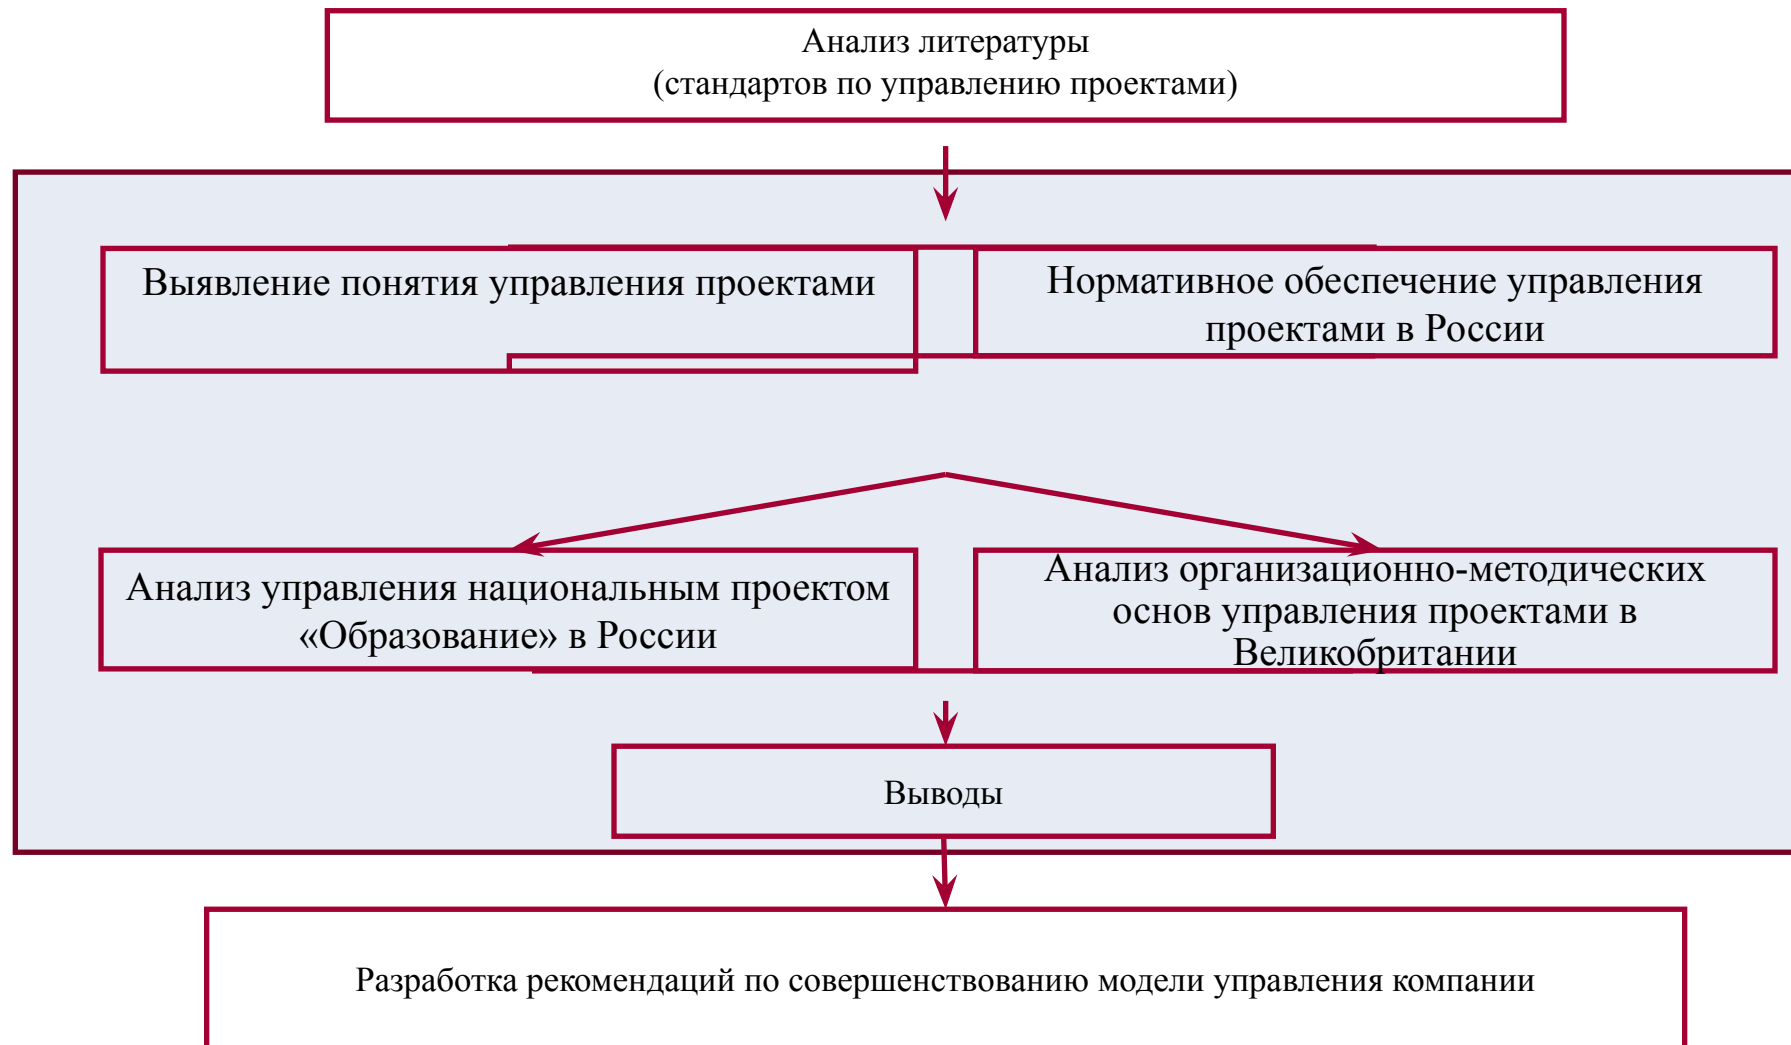 Анализ литературы
(стандартов по управлению проектами)
Выявление понятия управления проектами
Нормативное обеспечение управления
проектами в России
Анализ управления национальным проектом
«Образование» в России
Анализ организационно-методических
основ управления проектами в
Великобритании
Выводы
Разработка рекомендаций по совершенствованию модели управления компании